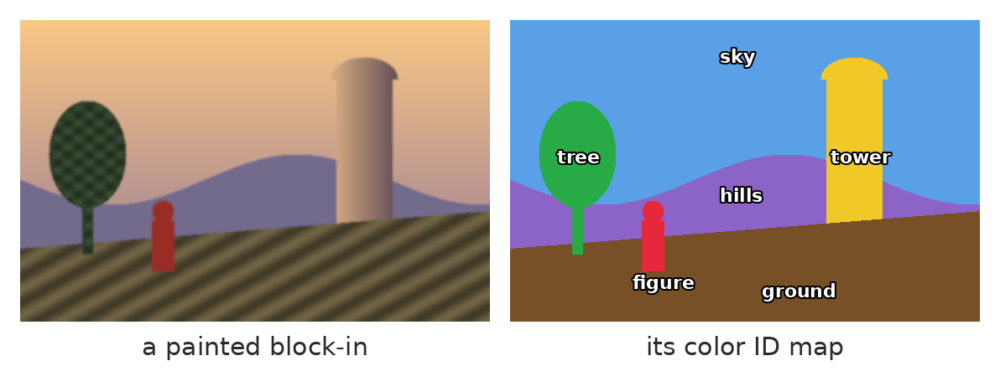 sky
tree
tower
hills
figure
ground
a painted block-in
its color ID map